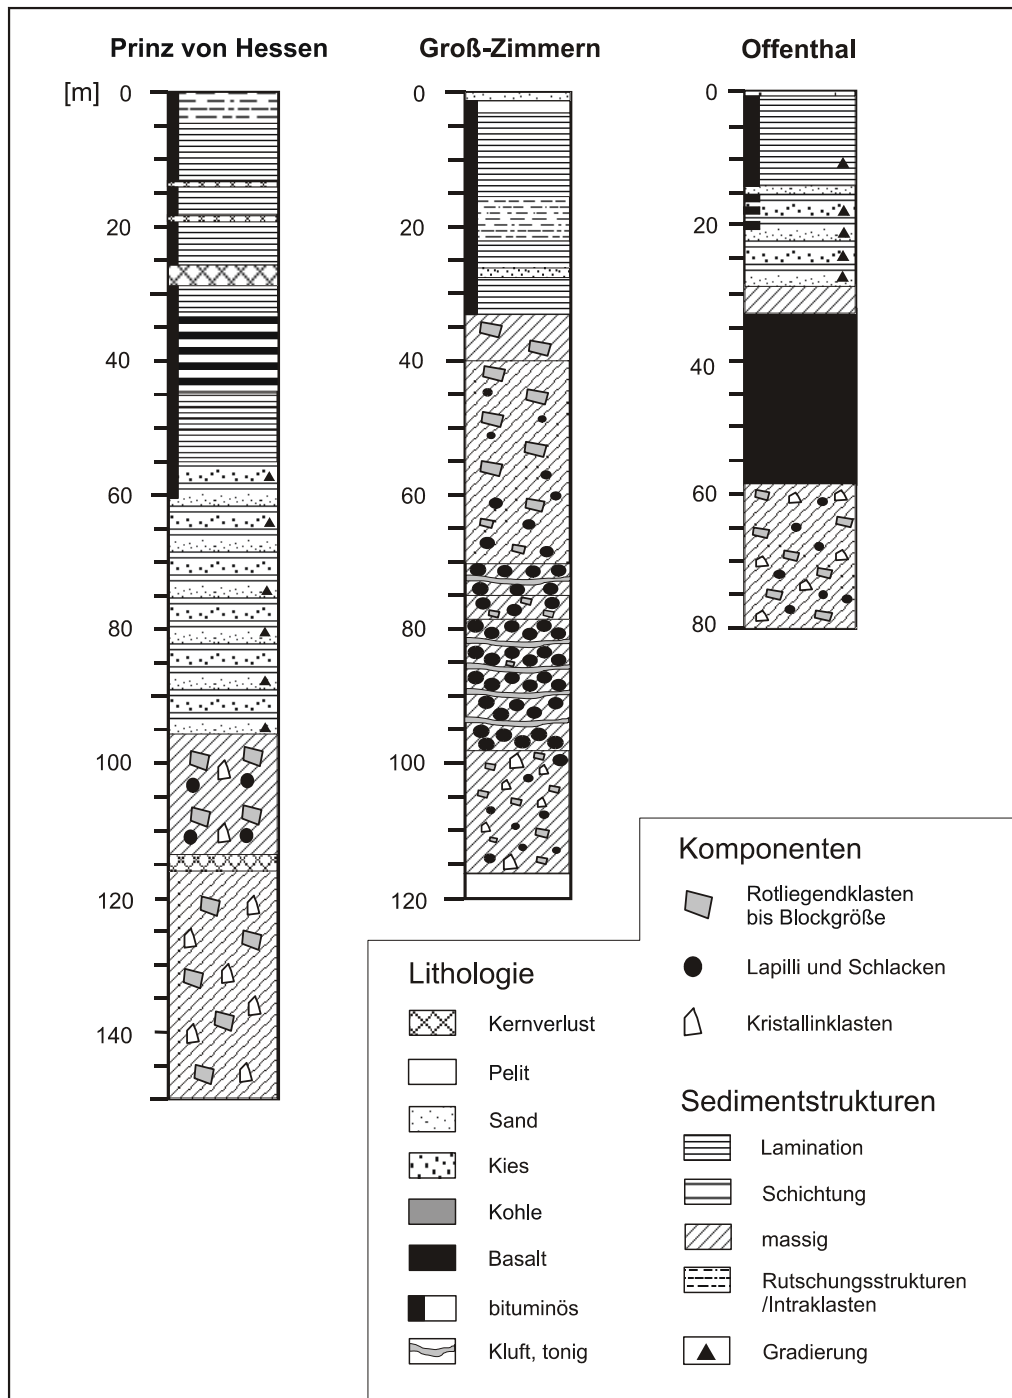 Prinz von Hessen
Groß-Zimmern
Offenthal
[m]
0
20
40
60
80
100
120
140
0
20
40
60
80
100
120
0
20
40
60
80
Komponenten
Rotliegendklasten
bis Blockgröße
Lapilli und Schlacken
Kristallinklasten
Lithologie
Kernverlust
Pelit
Sand
Kies
Kohle
Basalt
bituminös
Kluft, tonig
Sedimentstrukturen
Lamination
Schichtung
massig
Rutschungsstrukturen
/Intraklasten
Gradierung